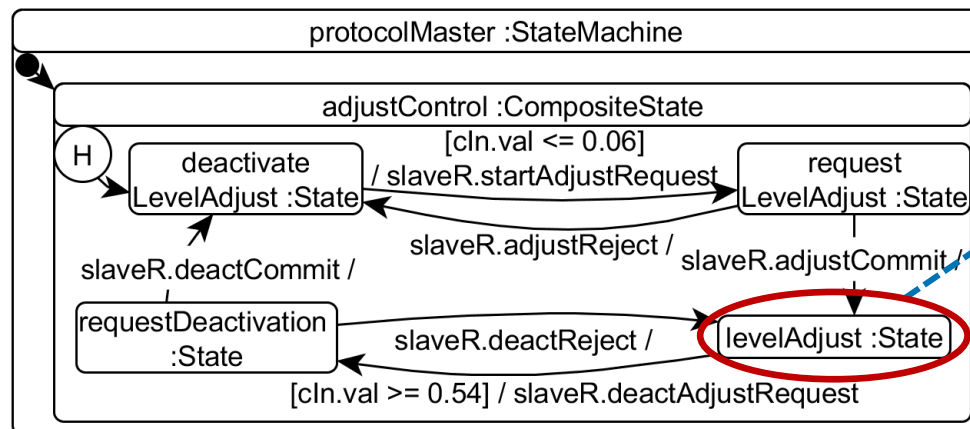 protocolMaster :StateMachine
adjustControl :CompositeState
H
deactivate
LevelAdjust :State
[cIn.val <= 0.06]
/ slaveR.startAdjustRequest
request
LevelAdjust :State
slaveR.adjustReject /
slaveR.deactCommit /
slaveR.adjustCommit /
requestDeactivation
:State
slaveR.deactReject /
levelAdjust :State
[cIn.val >= 0.54] / slaveR.deactAdjustRequest